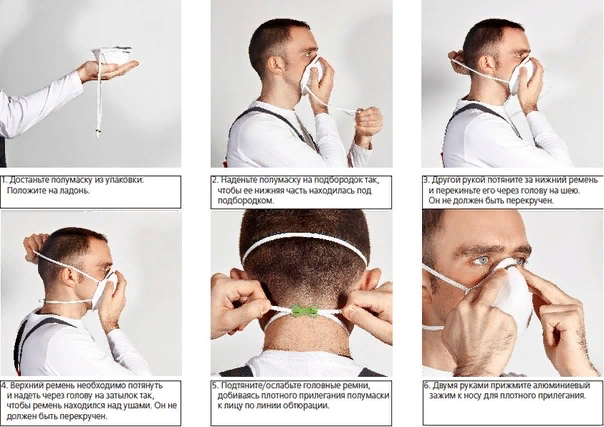 1. Достаньте полумаску из упаковки.
Положите на ладонь.
2. Наденьте полумаску на подбородок так,
чтобы ее нижняя часть находилась под
подбородком.
3. Другой рукой потяните за нижний ремень
и перекиньте его через голову на шею.
Он не должен быть перекручен.
4. Верхний ремень необходимо потянуть
и надеть через голову на затылок так,
чтобы ремень находился над ушами. Он не
должен быть перекручен.
5. Подтяните/ослабьте головные ремни,
добиваясь плотного прилегания полумаски
к лицу по линии обтюрации.
6. Двумя руками прижмите алюминиевый
зажим к носу для плотного прилегания.